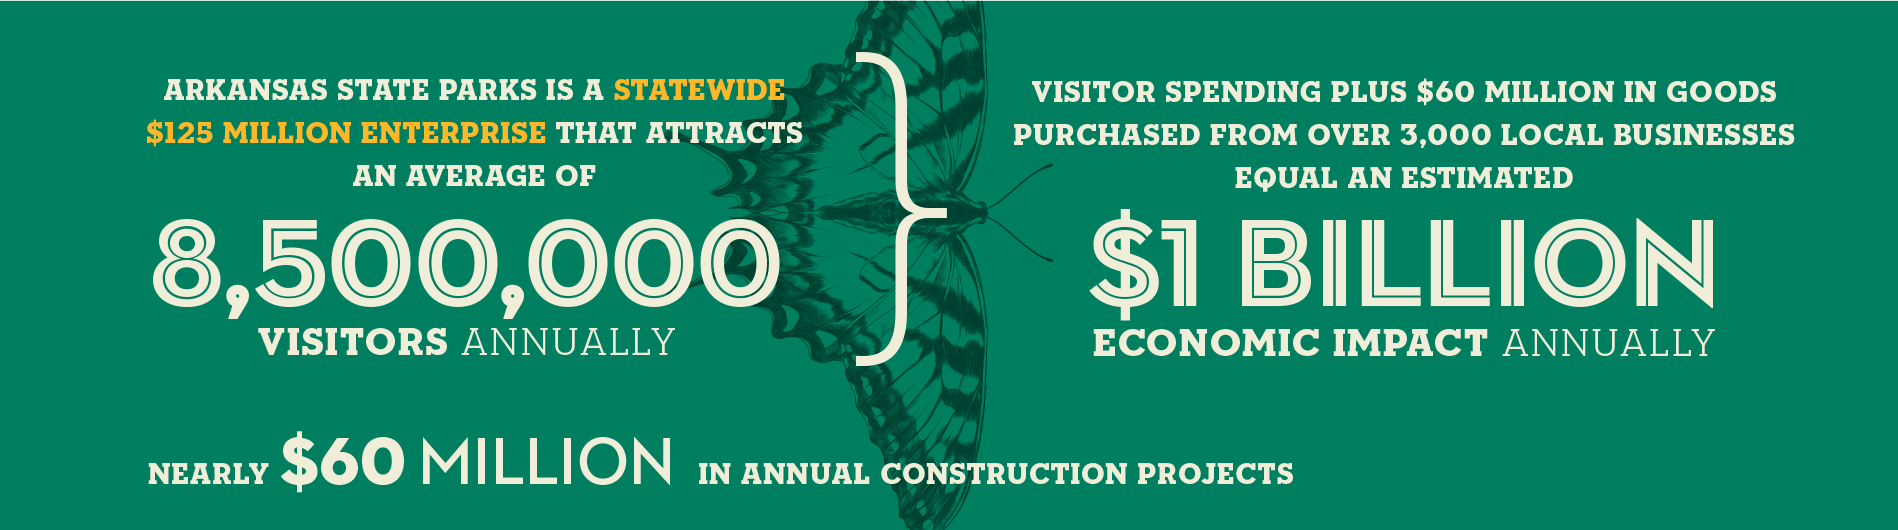 ARKANSAS STATE PARKS IS A STATEWIDE
$125 MILLION ENTERPRISE THAT ATTRACTS
AN AVERAGE OF
8,500,000
VISITORS ANNUALLY
VISITOR SPENDING PLUS $60 MILLION IN GOODS
PURCHASED FROM OVER 3,000 LOCAL BUSINESSES
EQUAL AN ESTIMATED
$1 BILLION
ECONOMIC IMPACT ANNUALLY
NEARLY $60 MILLION IN ANNUAL CONSTRUCTION PROJECTS